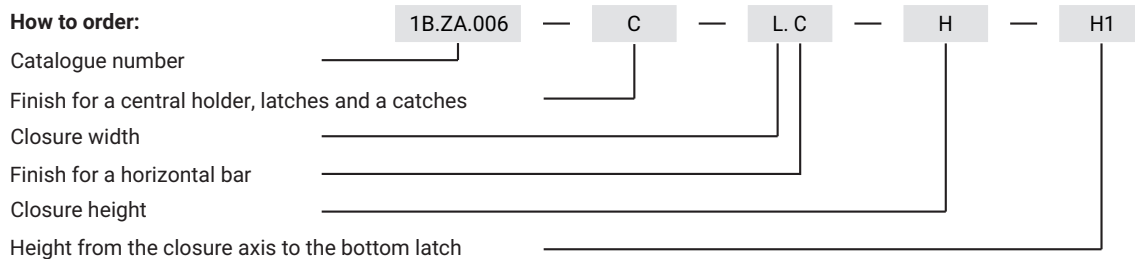 How to order: 1B.ZA.006 — C — L. C — H — H1
Catalogue number
Finish for a central holder, latches and a catches
Closure width
Finish for a horizontal bar
Closure height
Height from the closure axis to the bottom latch